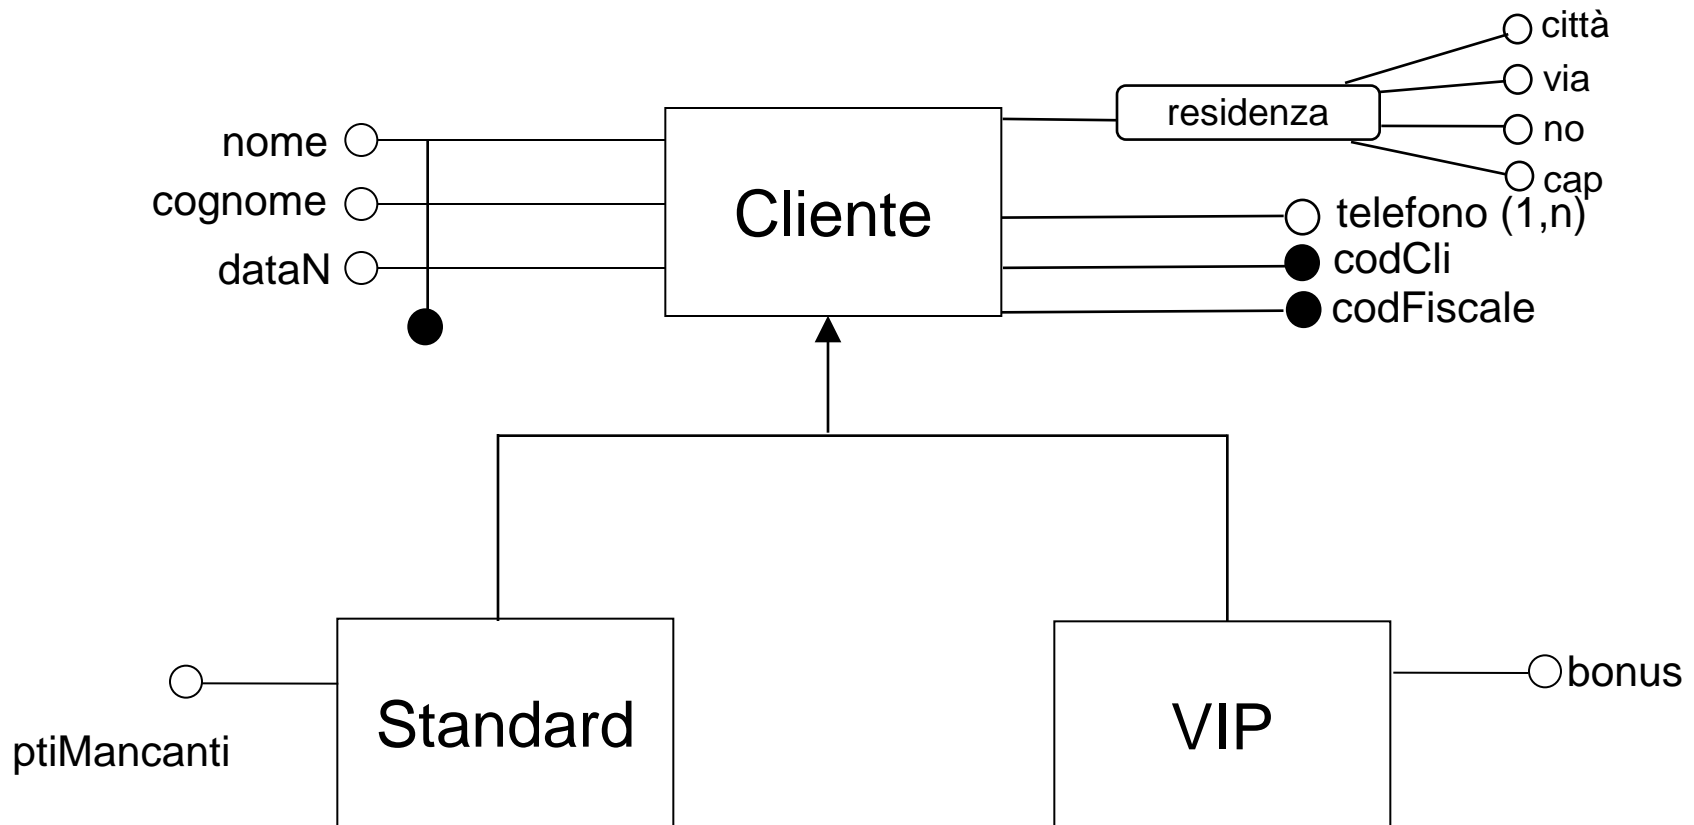 città
via
residenza
no
nome
cap
cognome
Cliente
telefono (1,n)
dataN
codCli
codFiscale
bonus
Standard
VIP
ptiMancanti